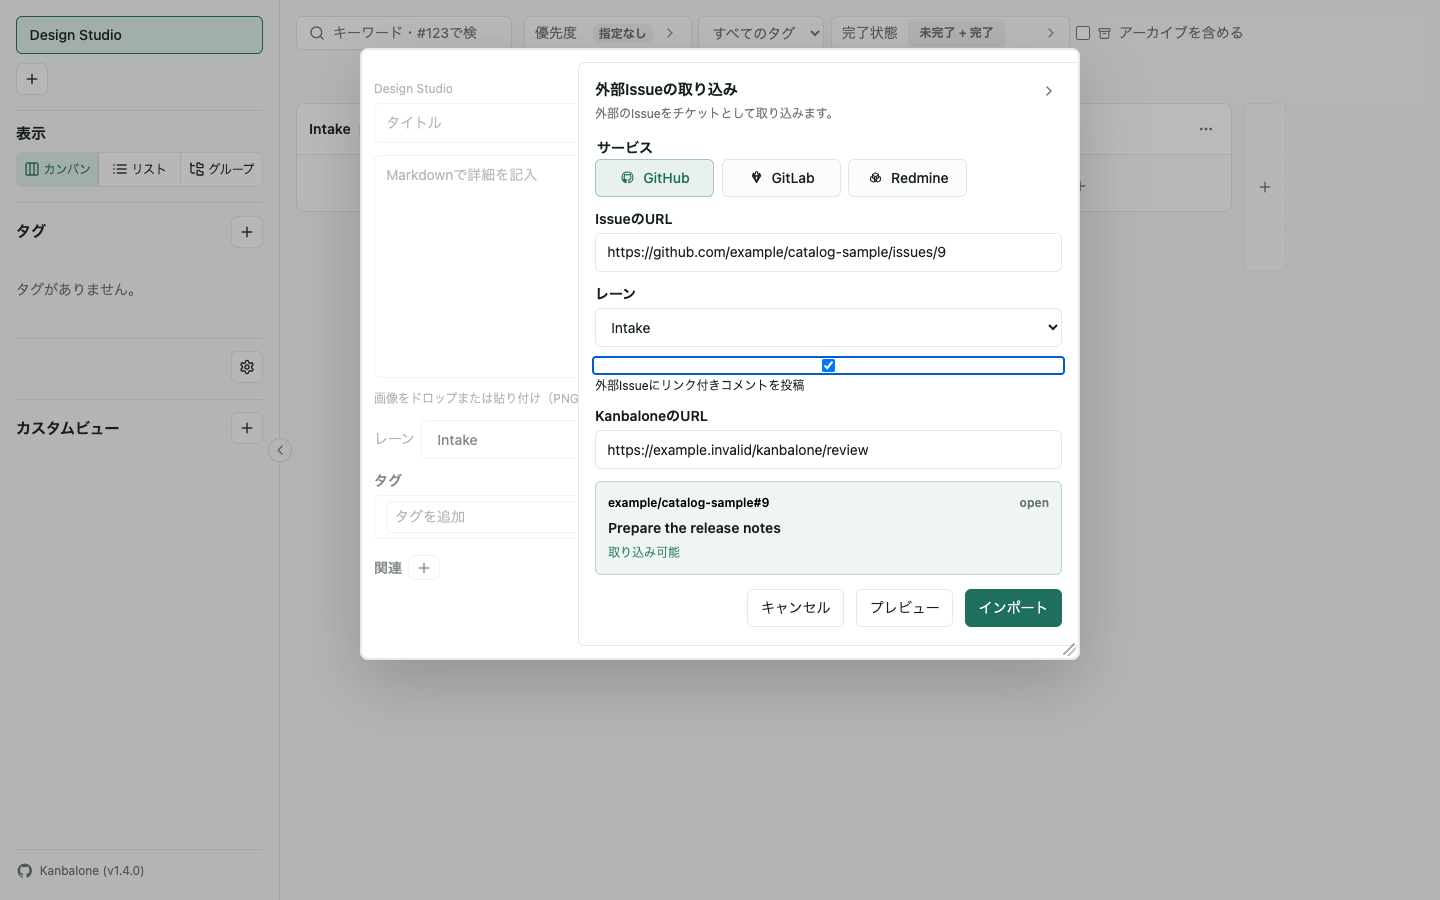 Design Studio
キーワード・#123で検
優先度 指定なし
すべてのタグ
完了状態 未完了 + 完了
アーカイブを含める
表示
カンバン
リスト
グループ
タグ
タグがありません。
カスタムビュー
Kanbalone (v1.4.0)
Intake
Design Studio
タイトル
Markdownで詳細を記入
画像をドロップまたは貼り付け（PNG
レーン Intake
タグ
タグを追加
関連
外部Issueの取り込み
外部のIssueをチケットとして取り込みます。
サービス
GitHub
GitLab
Redmine
IssueのURL
https://github.com/example/catalog-sample/issues/9
レーン
Intake
外部Issueにリンク付きコメントを投稿
KanbaloneのURL
https://example.invalid/kanbalone/review
example/catalog-sample#9 open
Prepare the release notes
取り込み可能
キャンセル
プレビュー
インポート